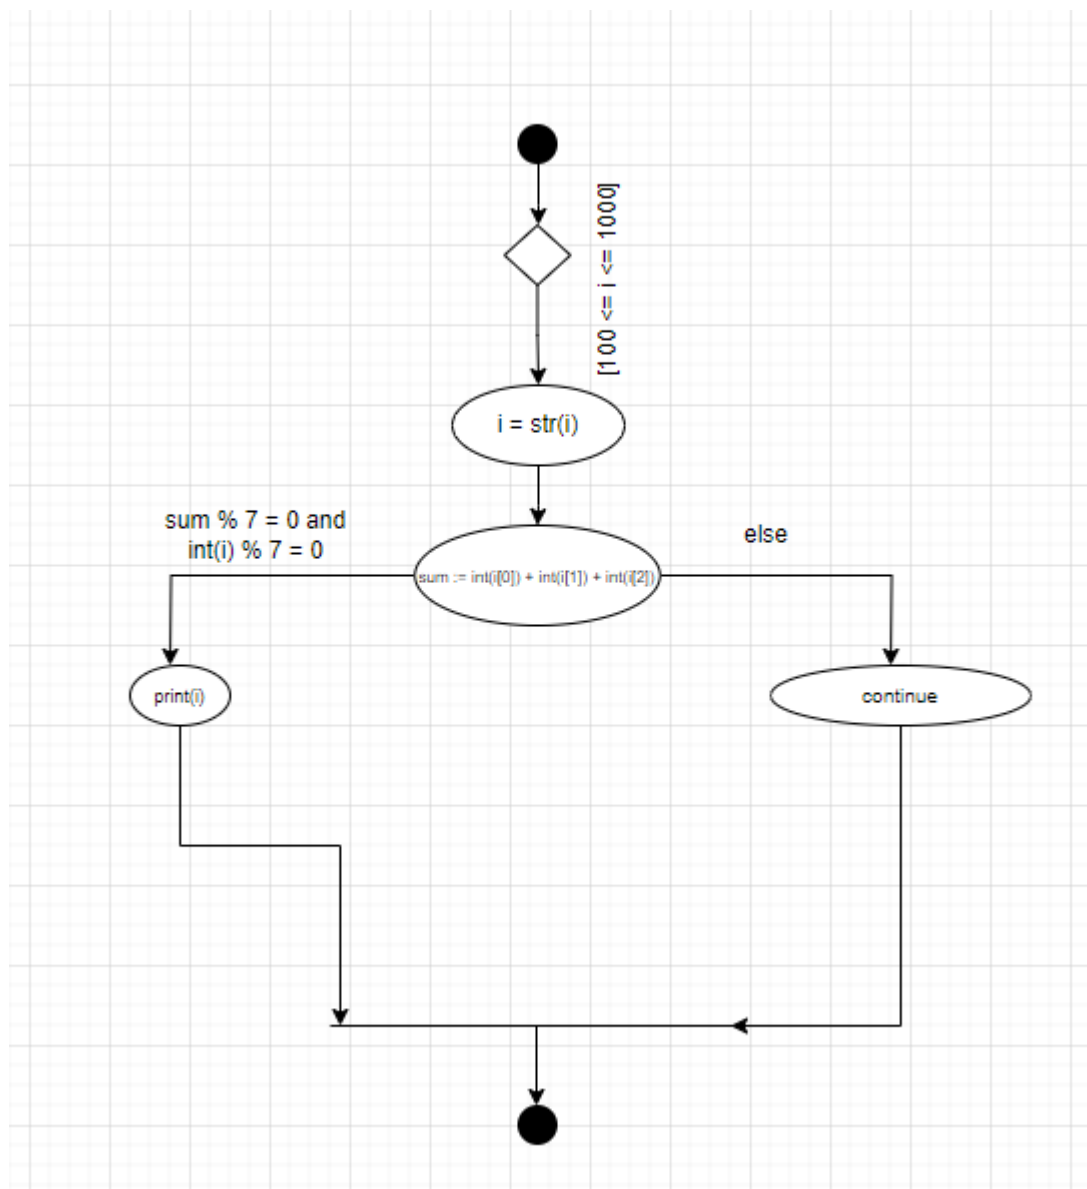 [100 <= i <= 1000]
i = str(i)
sum % 7 = 0 and
int(i) % 7 = 0
sum := int(i[0]) + int(i[1]) + int(i[2])
else
print(i)
continue